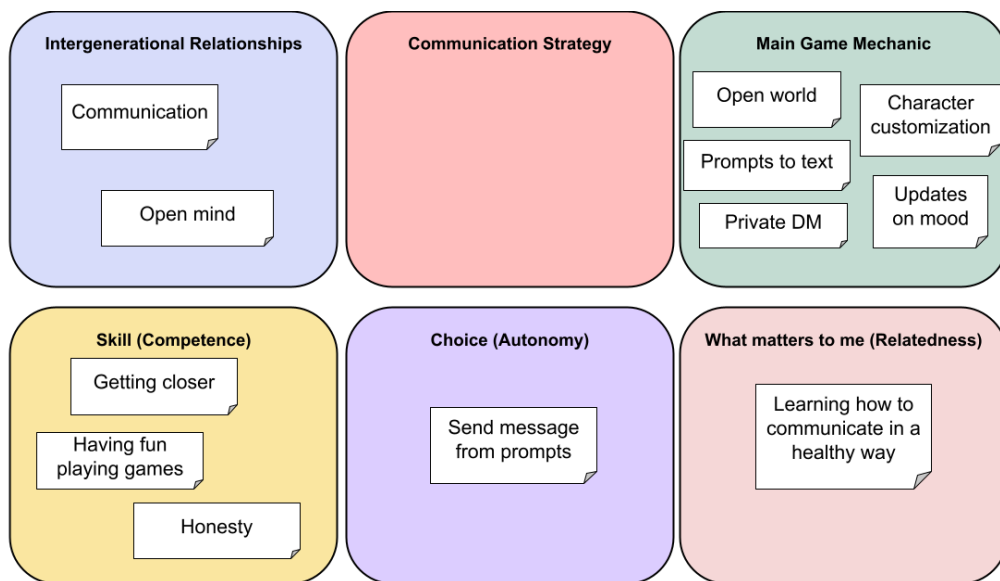 Intergenerational Relationships
Communication
Open mind
Communication Strategy
Main Game Mechanic
Open world
Character
customization
Prompts to text
Updates
on mood
Private DM
Skill (Competence)
Getting closer
Having fun
playing games
Honesty
Choice (Autonomy)
Send message
from prompts
What matters to me (Relatedness)
Learning how to
communicate in a
healthy way